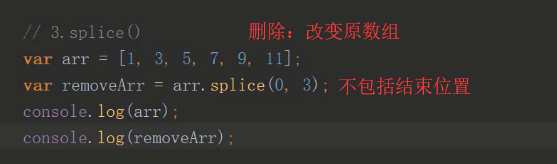 // 3.splice() 删除：改变原数组
var arr = [1, 3, 5, 7, 9, 11];
var removeArr = arr.splice(0, 3); 不包括结束位置
console.log(arr);
console.log(removeArr);